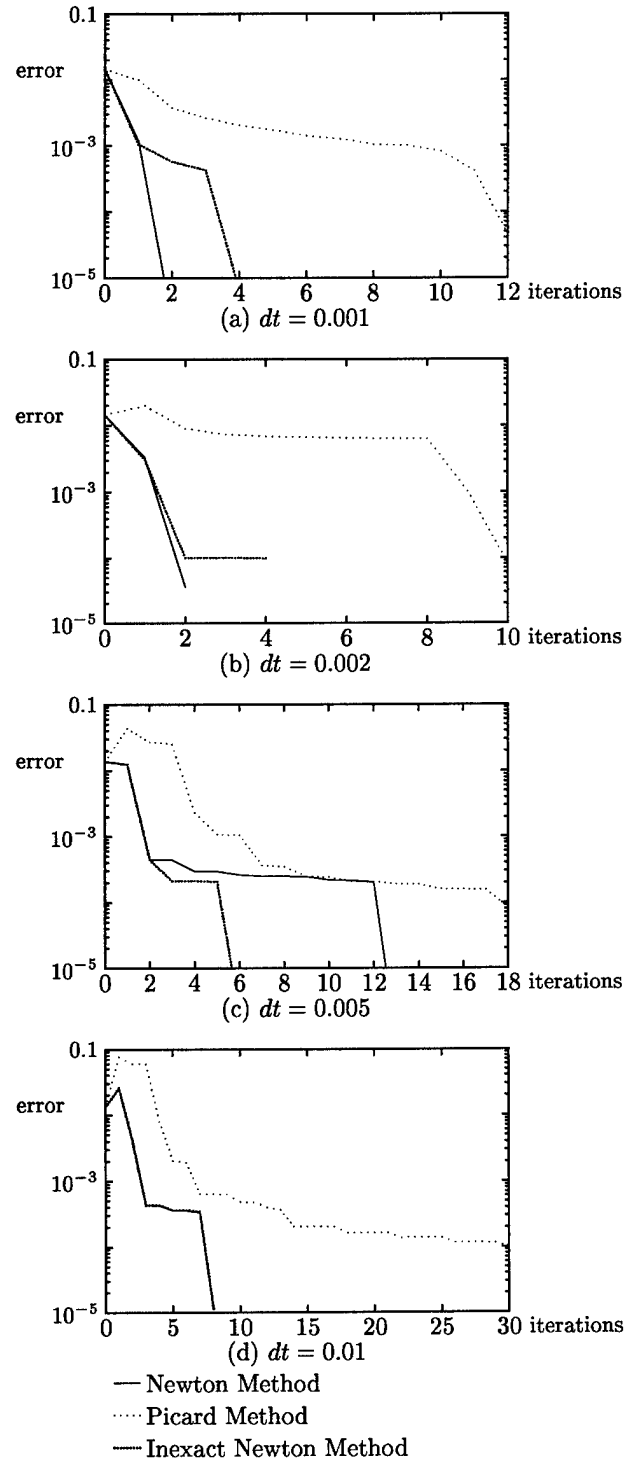 0.1
error
10⁻³
10⁻⁵
0 2 4 6 8 10 12 iterations
(a) dt = 0.001
0.1
error
10⁻³
10⁻⁵
0 2 4 6 8 10 iterations
(b) dt = 0.002
0.1
error
10⁻³
10⁻⁵
0 2 4 6 8 10 12 14 16 18 iterations
(c) dt = 0.005
0.1
error
10⁻³
10⁻⁵
0 5 10 15 20 25 30 iterations
(d) dt = 0.01
Newton Method
Picard Method
Inexact Newton Method